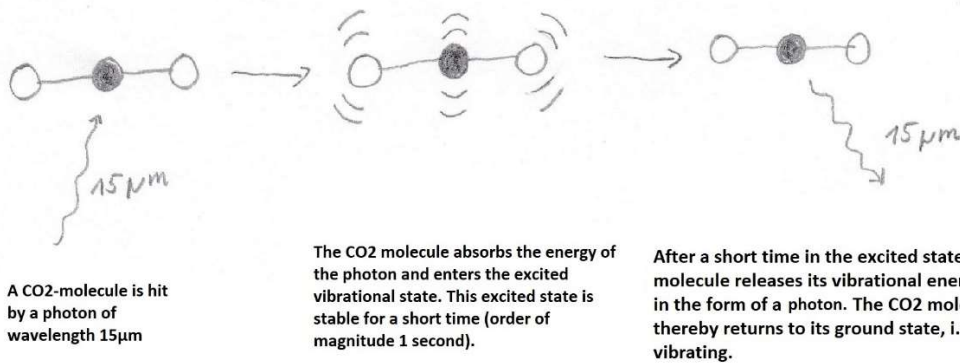 15μm
15μm
A CO2-molecule is hit
by a photon of
wavelength 15μm
The CO2 molecule absorbs the energy of
the photon and enters the excited
vibrational state. This excited state is
stable for a short time (order of
magnitude 1 second).
After a short time in the excited state
molecule releases its vibrational
in the form of a photon. The CO2
thereby returns to its ground state,
vibrating.